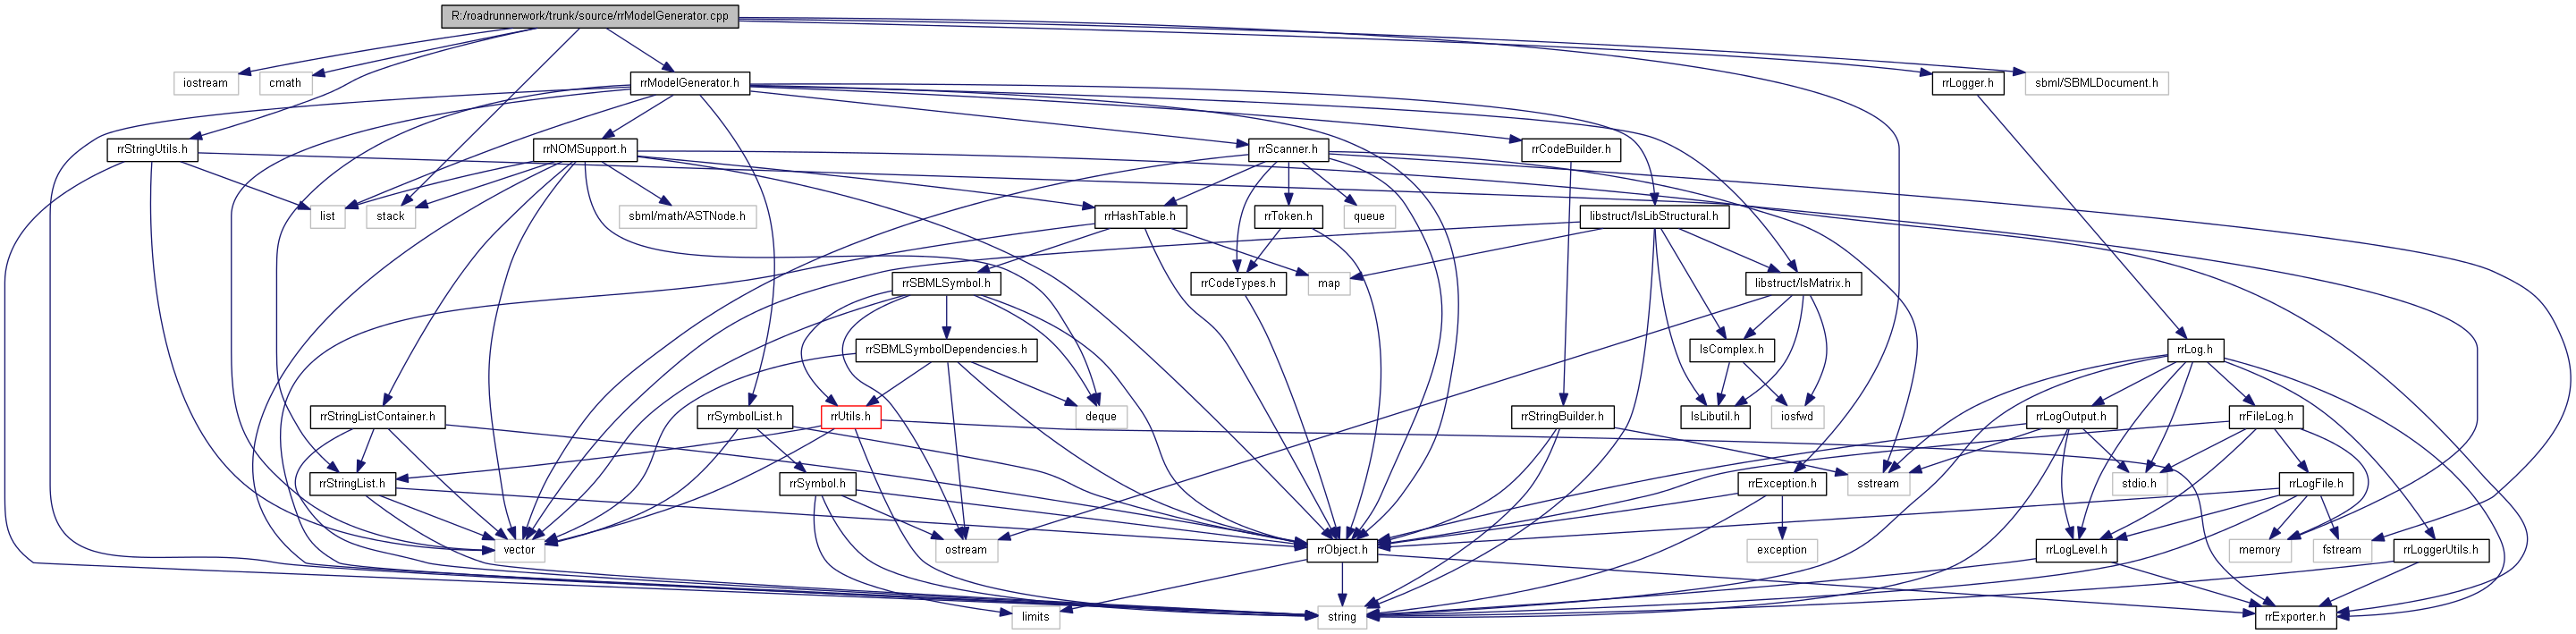 R:/roadrunnerwork/trunk/source/rrModelGenerator.cpp
iostream
cmath
rrModelGenerator.h
rrLogger.h
sbml/SBMLDocument.h
rrStringUtils.h
rrNOMSupport.h
rrScanner.h
rrCodeBuilder.h
list
stack
sbml/math/ASTNode.h
rrHashTable.h
rrToken.h
queue
libstruct/lsLibStructural.h
rrSBMLSymbol.h
rrCodeTypes.h
map
libstruct/lsMatrix.h
rrSBMLSymbolDependencies.h
lsComplex.h
rrLog.h
rrStringListContainer.h
rrSymbolList.h
rrUtils.h
deque
rrStringBuilder.h
lsLibutil.h
iosfwd
rrLogOutput.h
rrFileLog.h
rrStringList.h
rrSymbol.h
rrException.h
sstream
stdio.h
rrLogFile.h
vector
ostream
rrObject.h
exception
rrLogLevel.h
memory
fstream
rrLoggerUtils.h
limits
string
rrExporter.h